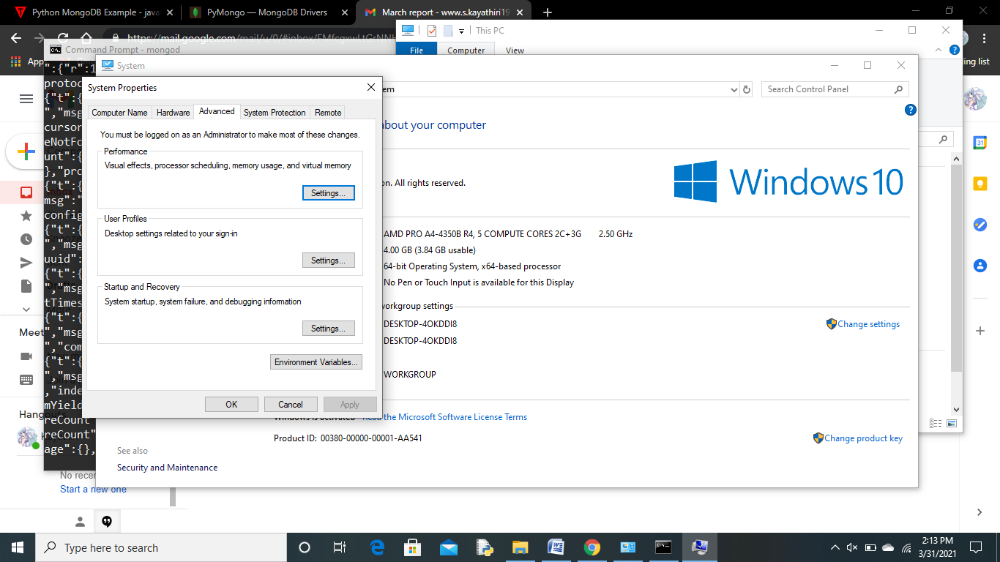 Python MongoDB Example - java
PyMongo — MongoDB Drivers
March report - www.s.kayathiri19
https://mail.google.com/mail/u/0/#inbox/FMfcgxwLtGrNNH
This PC
File
Computer
View
Command Prompt - mongod
App
ing list
System
":{"r":1
protoc
{"t":{
","msg
cursor
eNotFo
unt":{
},"pro
{"t":{
msg":"
config
{"t":{
","msg
uuid":
{"t":{
","msg
tTimes
{"t":{
","msg
","com
{"t":{
","msg
,"inde
mYield
reCount
reCount"
age":{},
System Properties
Computer Name
Hardware
Advanced
System Protection
Remote
You must be logged on as an Administrator to make most of these changes.
Performance
Visual effects, processor scheduling, memory usage, and virtual memory
Settings...
User Profiles
Desktop settings related to your sign-in
Settings...
Startup and Recovery
System startup, system failure, and debugging information
Settings...
Environment Variables...
OK
Cancel
Apply
em
Search Control Panel
about your computer
on. All rights reserved.
Windows 10
AMD PRO A4-4350B R4, 5 COMPUTE CORES 2C+3G 2.50 GHz
4.00 GB (3.84 GB usable)
64-bit Operating System, x64-based processor
No Pen or Touch Input is available for this Display
workgroup settings
DESKTOP-4OKDDI8
Change settings
DESKTOP-4OKDDI8
WORKGROUP
Windows is activated Read the Microsoft Software License Terms
Product ID: 00380-00000-00001-AA541
Change product key
See also
Security and Maintenance
Meet
Hangouts
No recen
Start a new one
31
Type here to search
2:13 PM
3/31/2021